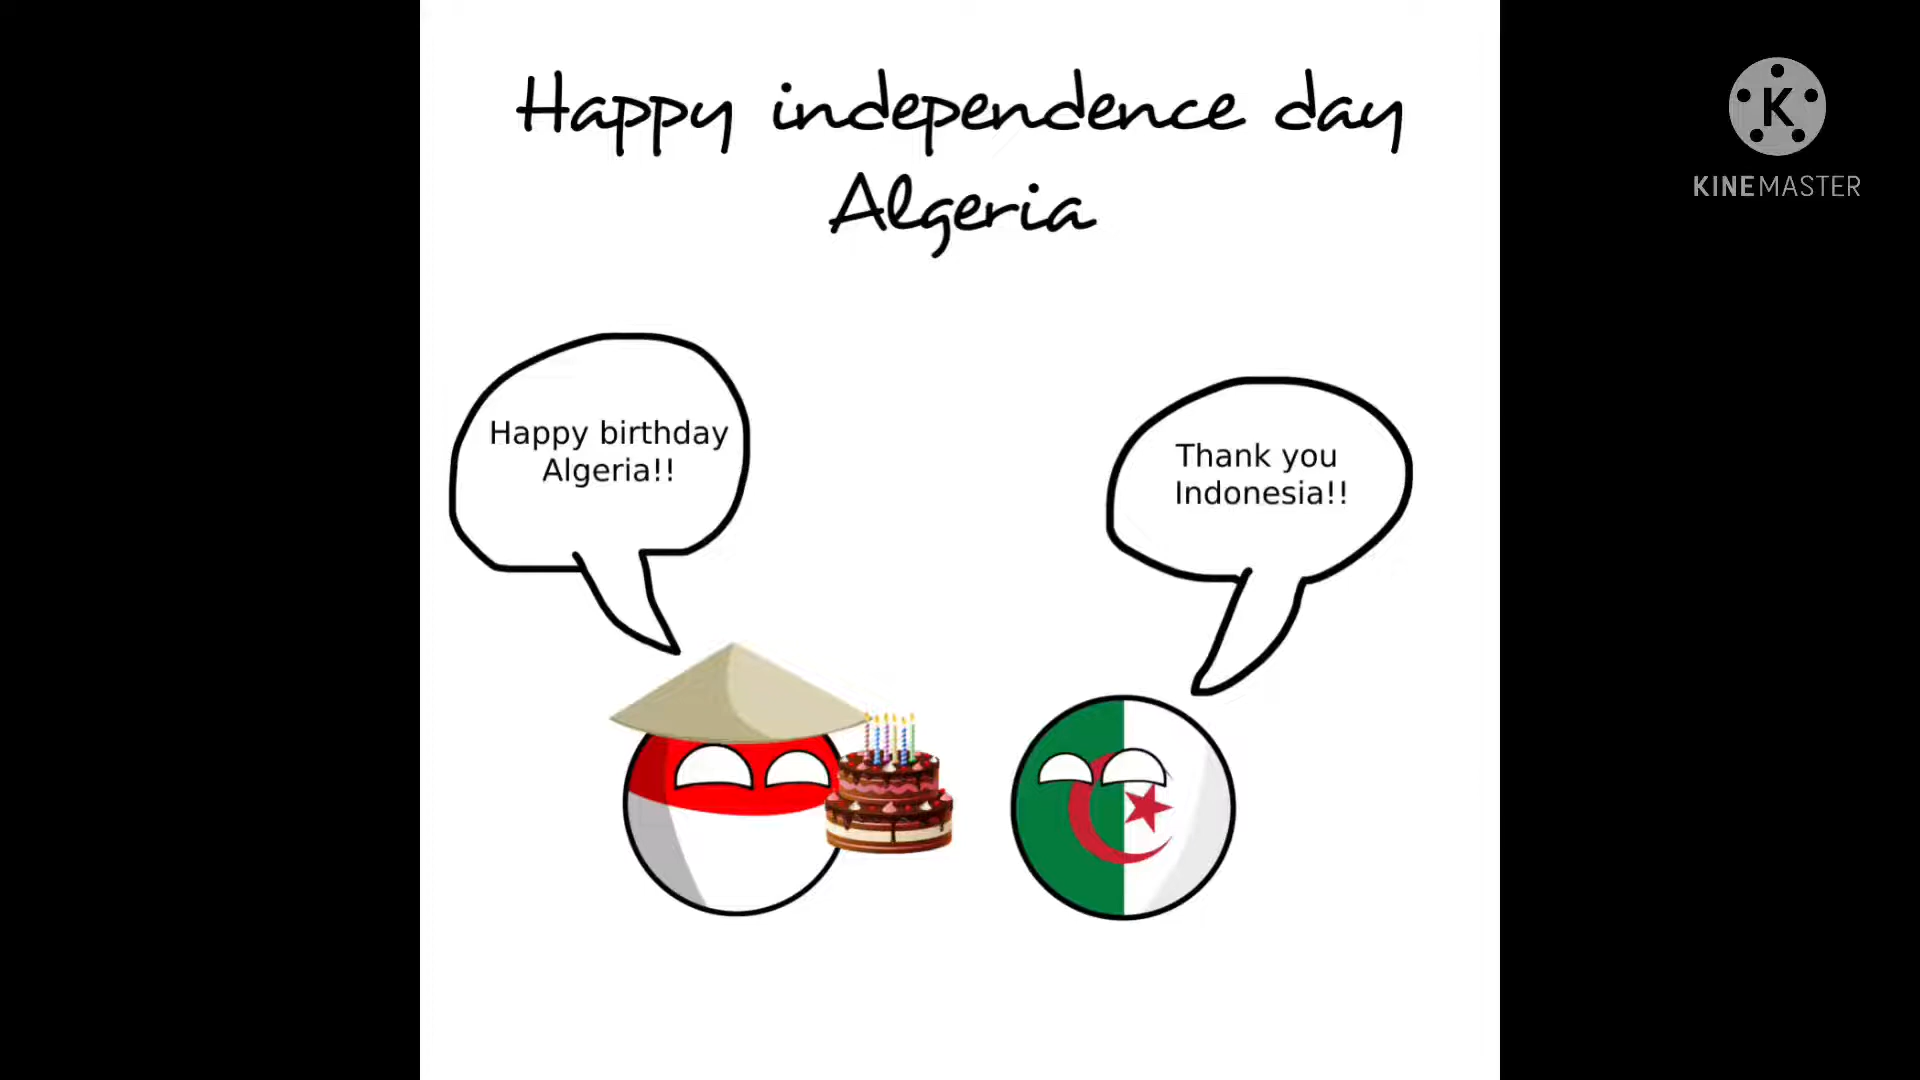 Happy independence day
Algeria
Happy birthday
Algeria!!
Thank you
Indonesia!!
K
KINEMASTER